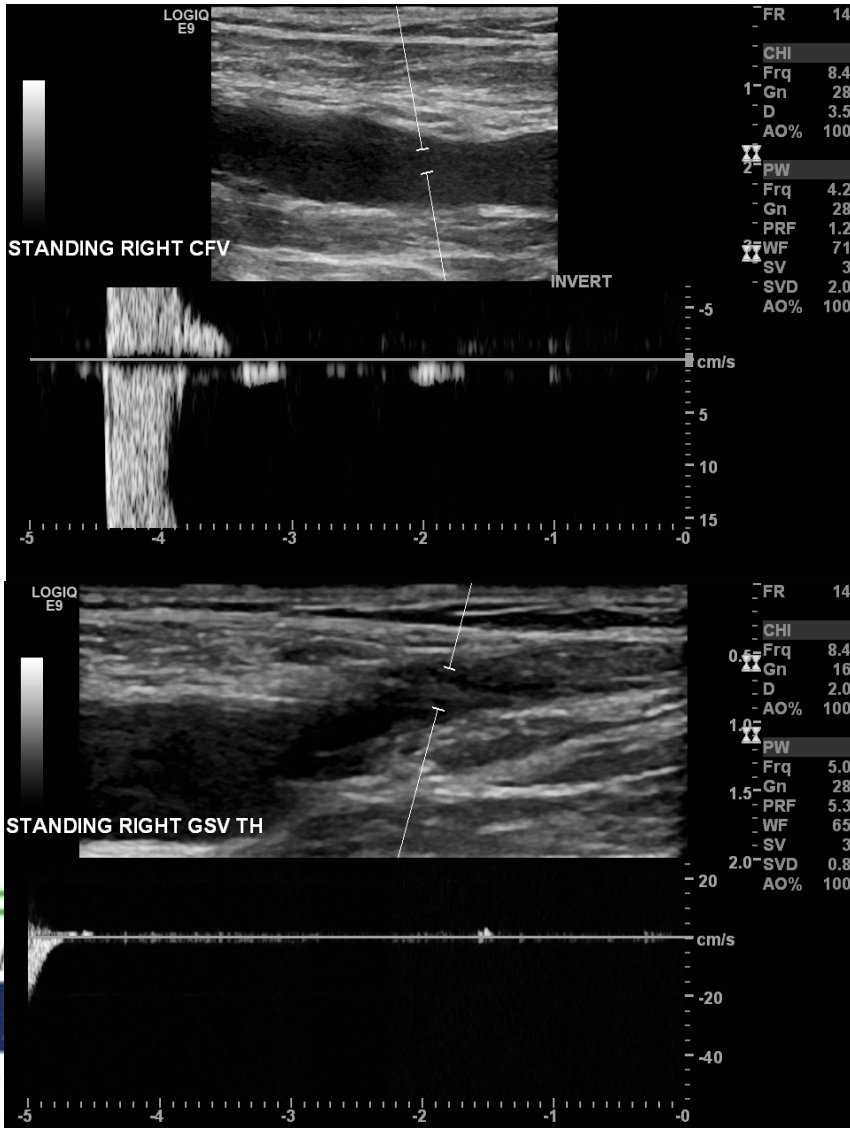 LOGIQ
E9
FR 14
CHI
Frq 8.4
Gn 28
D 3.5
AO% 100
PW
Frq 4.2
Gn 28
PRF 1.2
WF 71
SV 3
SVD 2.0
AO% 100
1
2
3
STANDING RIGHT CFV
INVERT
-5
cm/s
5
10
15
-5 -4 -3 -2 -1 -0
LOGIQ
E9
FR 14
CHI
Frq 8.4
Gn 16
D 2.0
AO% 100
PW
Frq 5.0
Gn 28
PRF 5.3
WF 65
SV 3
SVD 0.8
AO% 100
0.5
1.0
1.5
2.0
STANDING RIGHT GSV TH
20
cm/s
-20
-40
-5 -4 -3 -2 -1 -0